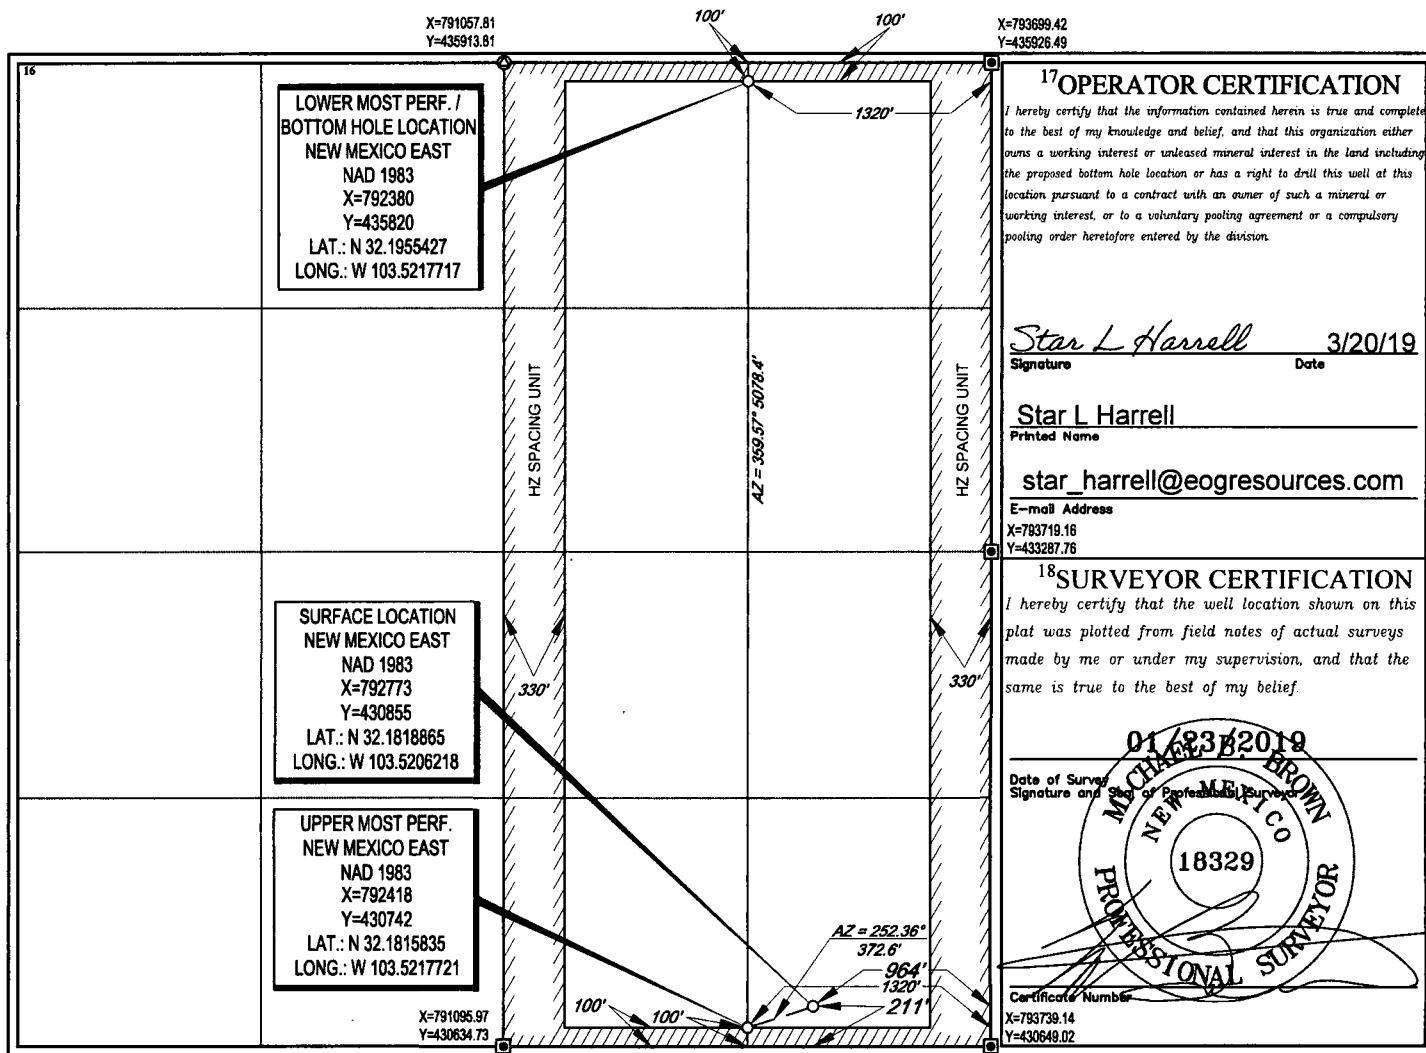 X=791057.81
Y=435913.81
100'
100'
X=793699.42
Y=435926.49
16
LOWER MOST PERF. /
BOTTOM HOLE LOCATION
NEW MEXICO EAST
NAD 1983
X=792380
Y=435820
LAT.: N 32.1955427
LONG.: W 103.5217717
1320'
HZ SPACING UNIT
AZ = 359.57° 5078.4'
HZ SPACING UNIT
SURFACE LOCATION
NEW MEXICO EAST
NAD 1983
X=792773
Y=430855
LAT.: N 32.1818865
LONG.: W 103.5206218
330'
330'
UPPER MOST PERF.
NEW MEXICO EAST
NAD 1983
X=792418
Y=430742
LAT.: N 32.1815835
LONG.: W 103.5217721
AZ = 252.36°
372.6'
964'
1320'
211'
100'
100'
X=791095.97
Y=430634.73
17 OPERATOR CERTIFICATION
I hereby certify that the information contained herein is true and complete
to the best of my knowledge and belief, and that this organization either
owns a working interest or unleased mineral interest in the land including
the proposed bottom hole location or has a right to drill this well at this
location pursuant to a contract with an owner of such a mineral or
working interest, or to a voluntary pooling agreement or a compulsory
pooling order heretofore entered by the division.
Star L Harrell 3/20/19
Signature Date
Star L Harrell
Printed Name
star_harrell@eogresources.com
E-mail Address
X=793719.16
Y=433287.76
18 SURVEYOR CERTIFICATION
I hereby certify that the well location shown on this
plat was plotted from field notes of actual surveys
made by me or under my supervision, and that the
same is true to the best of my belief.
01/23/2019
Date of Survey
Signature and Seal of Professional Surveyor
MICHAEL B. BROWN
NEW MEXICO
18329
PROFESSIONAL SURVEYOR
Certificate Number
X=793739.14
Y=430649.02